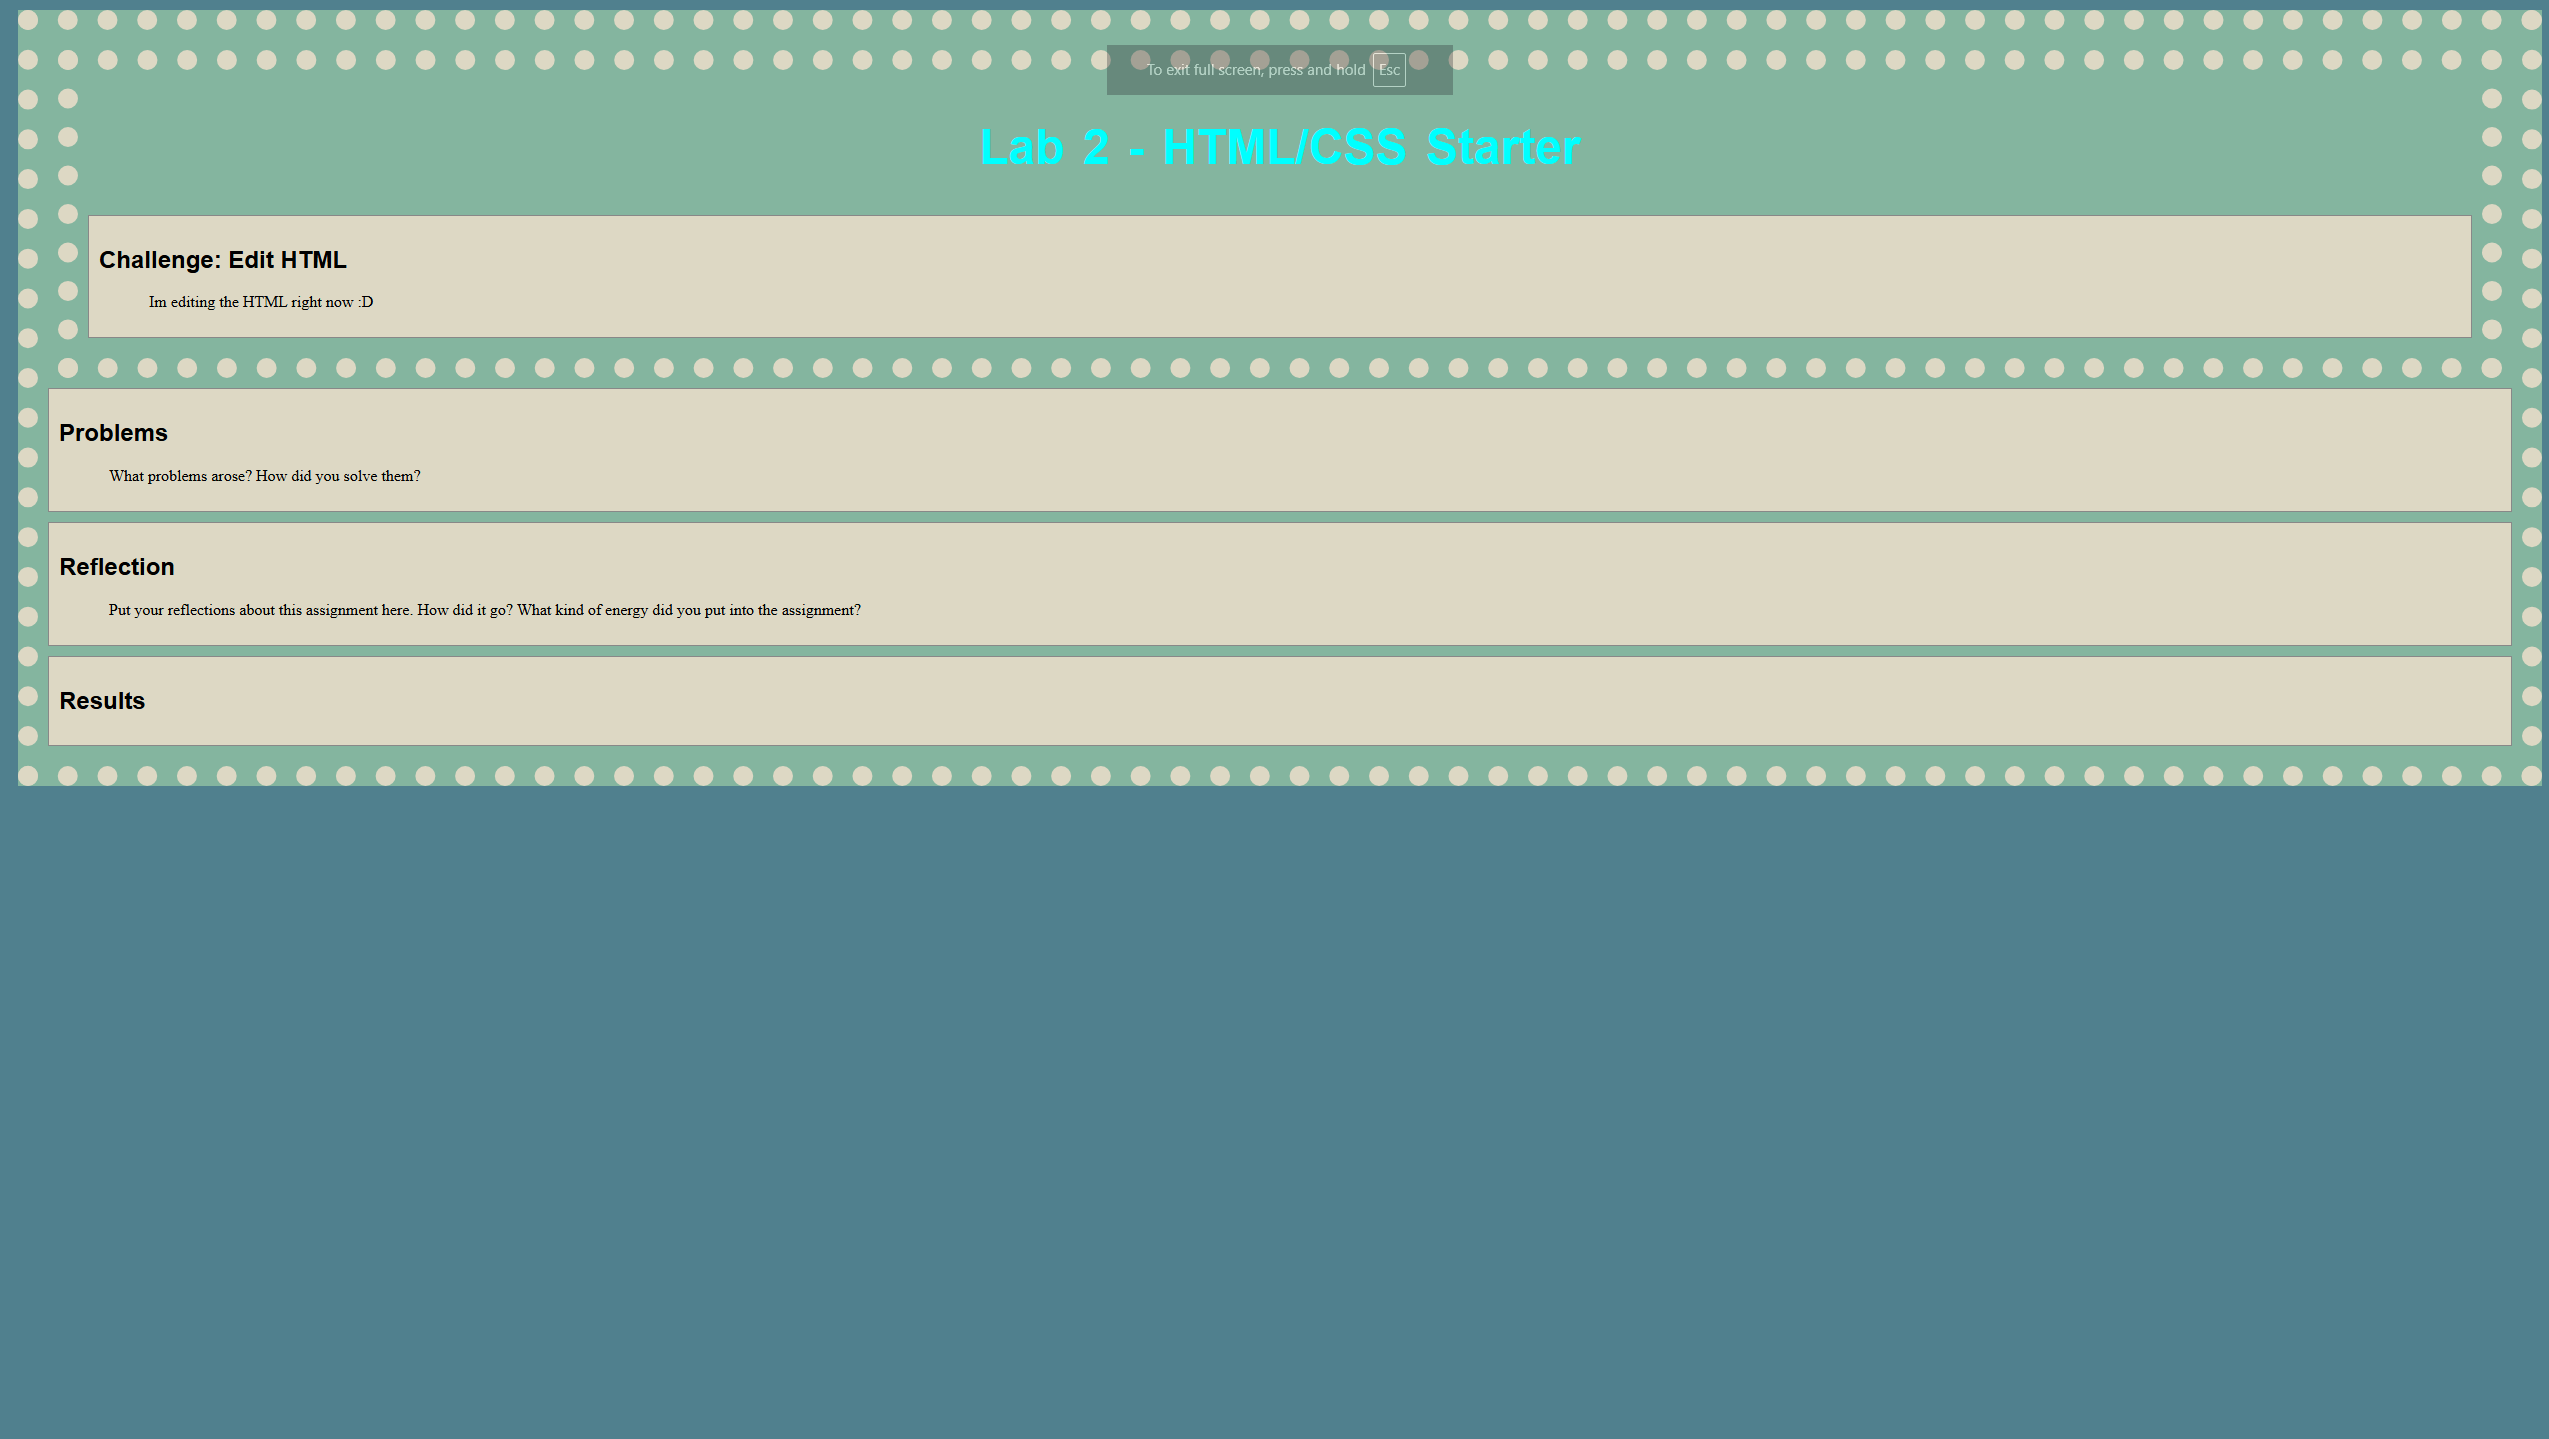 To exit full screen, press and hold Esc
Lab 2 - HTML/CSS Starter
Challenge: Edit HTML
Im editing the HTML right now :D
Problems
What problems arose? How did you solve them?
Reflection
Put your reflections about this assignment here. How did it go? What kind of energy did you put into the assignment?
Results